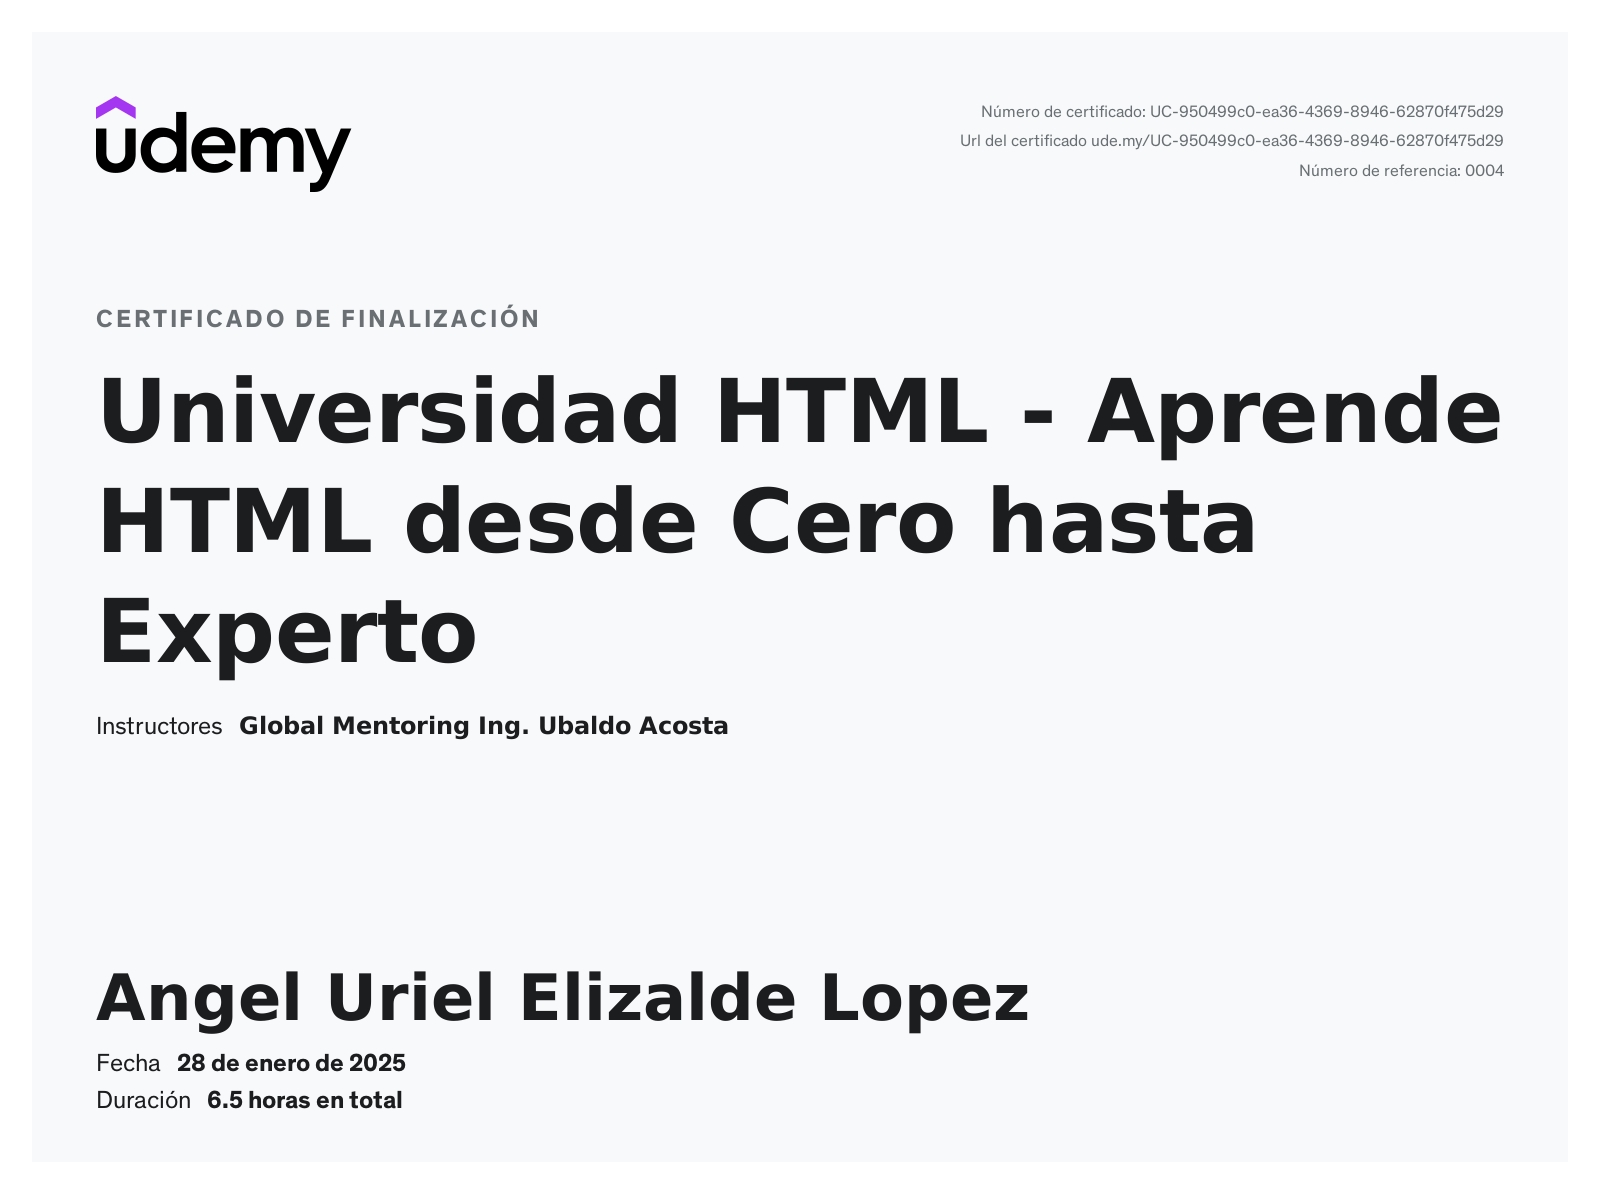 udemy
Número de certificado: UC-950499c0-ea36-4369-8946-62870f475d29
Url del certificado ude.my/UC-950499c0-ea36-4369-8946-62870f475d29
Número de referencia: 0004
CERTIFICADO DE FINALIZACIÓN
Universidad HTML - Aprende
HTML desde Cero hasta
Experto
Instructores Global Mentoring Ing. Ubaldo Acosta
Angel Uriel Elizalde Lopez
Fecha 28 de enero de 2025
Duración 6.5 horas en total